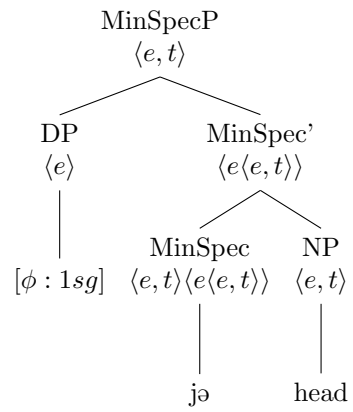 MinSpecP
⟨e, t⟩
DP MinSpec’
⟨e⟩ ⟨e⟨e, t⟩⟩
MinSpec NP
[ϕ : 1sg] ⟨e, t⟩⟨e⟨e, t⟩⟩ ⟨e, t⟩
jə head